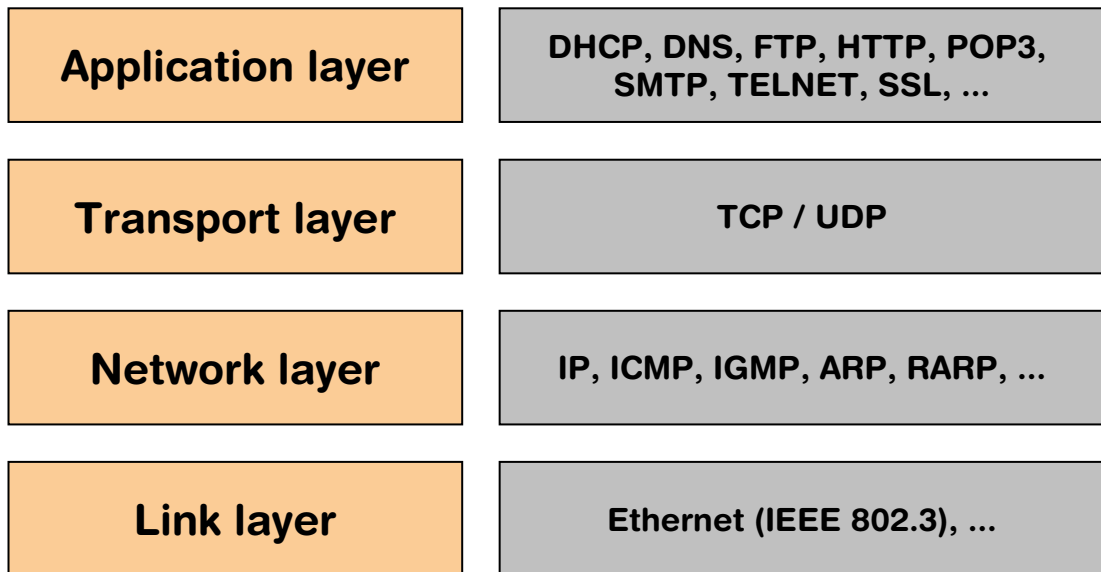 Application layer
DHCP, DNS, FTP, HTTP, POP3,
SMTP, TELNET, SSL, ...
Transport layer
TCP / UDP
Network layer
IP, ICMP, IGMP, ARP, RARP, ...
Link layer
Ethernet (IEEE 802.3), ...